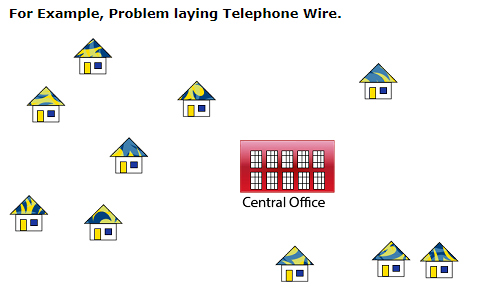 For Example, Problem laying Telephone Wire.
Central Office